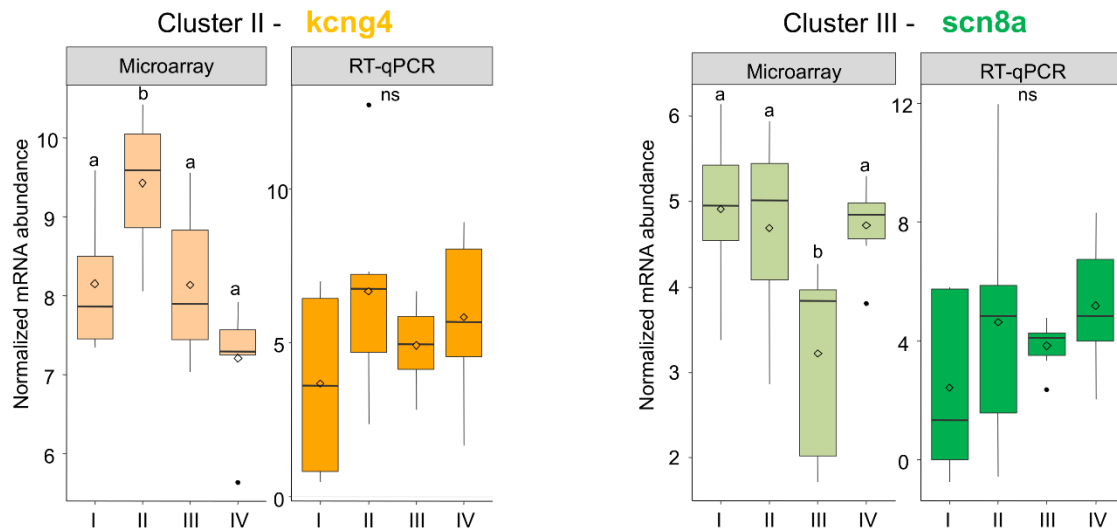 Cluster II - kcng4
Microarray
RT-qPCR
Normalized mRNA abundance
10
9
8
7
6
a
b
a
a
I II III IV
10
5
0
ns
I II III IV
Cluster III - scn8a
Microarray
RT-qPCR
Normalized mRNA abundance
6
5
4
3
2
a
a
b
a
I II III IV
12
8
4
0
ns
I II III IV